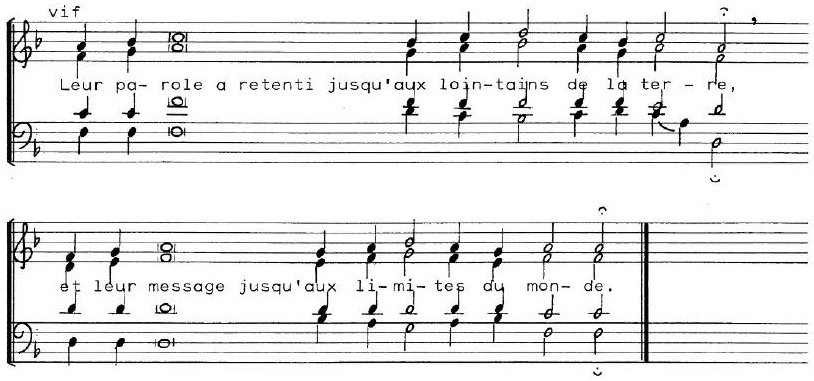 vif
Leur pa- role a retenti jusqu'aux loin-tains de la ter - re,
et leur message jusqu'aux li-mi-tes du mon- de.